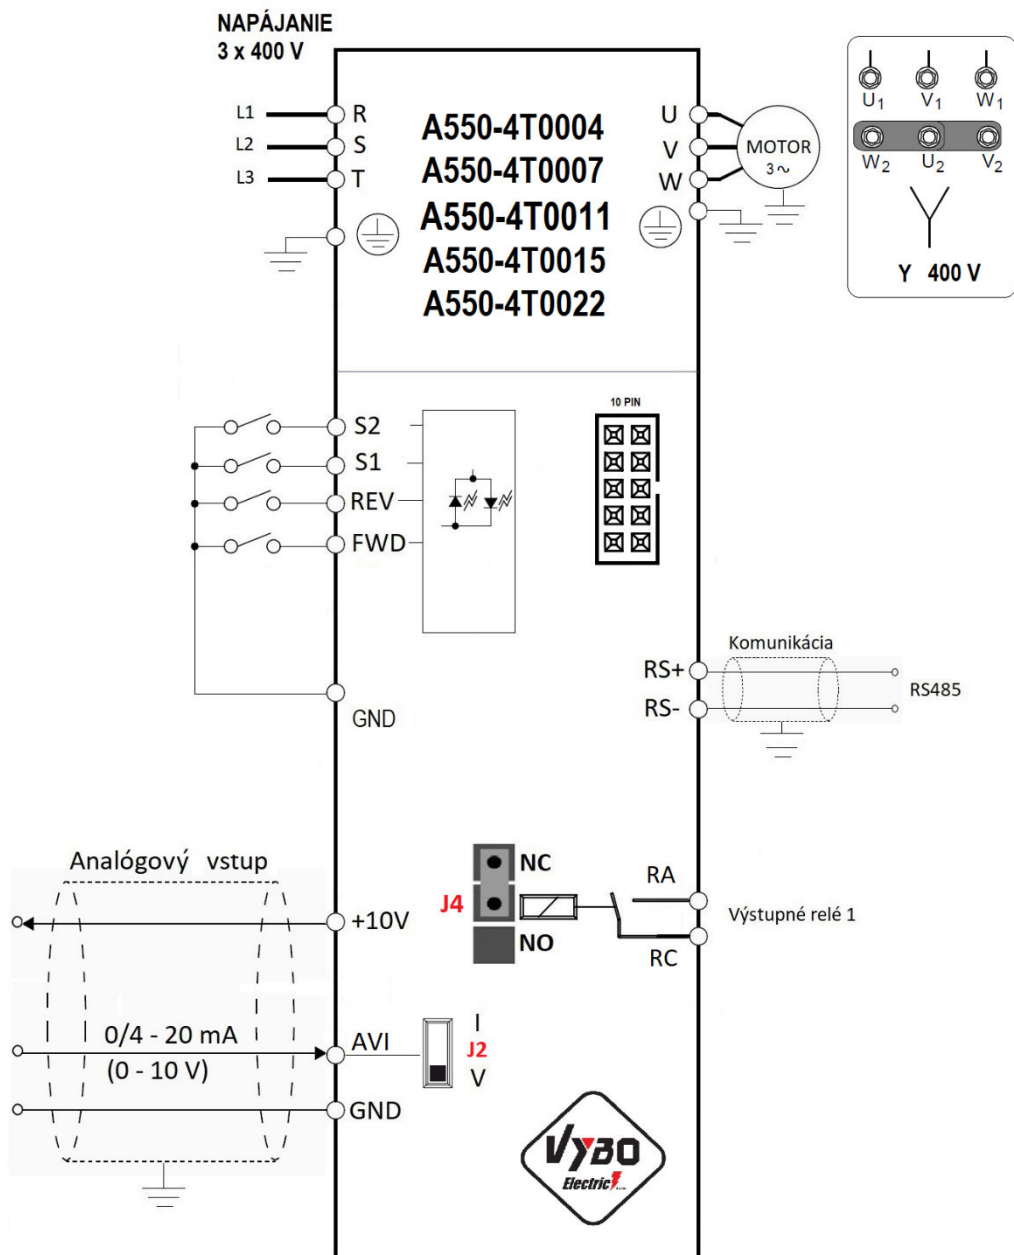 NAPÁJANIE
3 x 400 V
L1
L2
L3
R
S
T
A550-4T0004
A550-4T0007
A550-4T0011
A550-4T0015
A550-4T0022
U
V
W
MOTOR
3~
U1 V1 W1
W2 U2 V2
Y 400 V
S2
S1
REV
FWD
GND
10 PIN
Komunikácia
RS+
RS-
RS485
Analógový vstup
+10V
0/4 - 20 mA
(0 - 10 V)
AVI
GND
I
J2
V
NC
J4
NO
RA
RC
Výstupné relé 1
VYBO
Electric